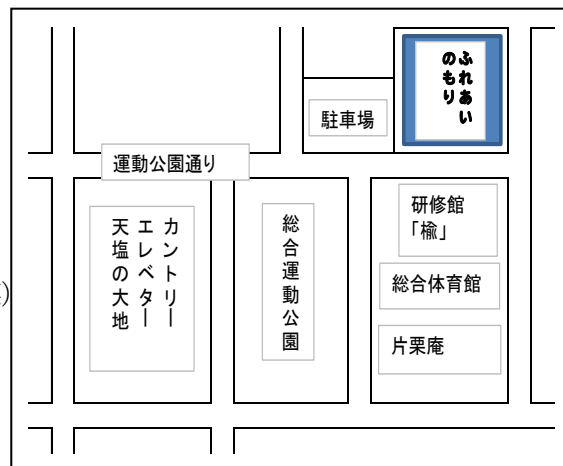 ふれあい
のもり
駐車場
運動公園通り
カントリー
エレベーター
天塩の大地
総合運動公園
研修館
「楡」
総合体育館
片栗庵
)